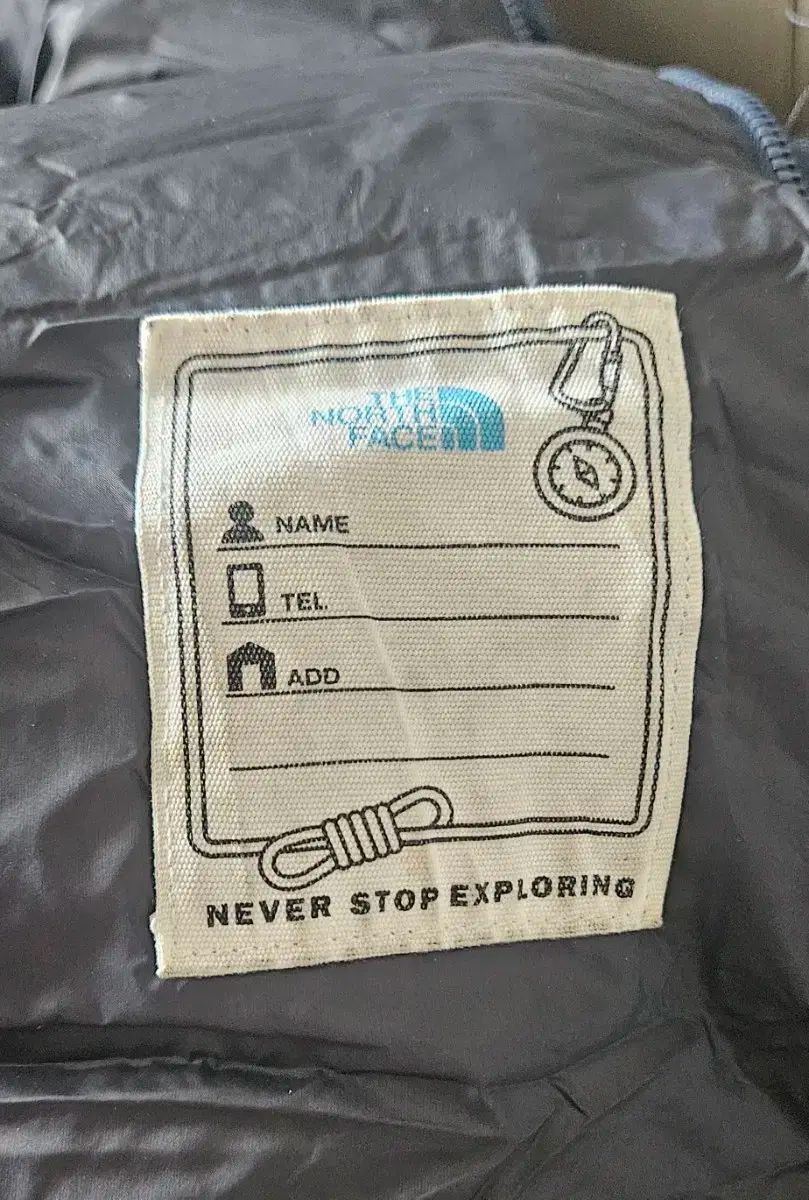 THE
NORTH
FACE
NAME
TEL.
ADD
NEVER STOP EXPLORING